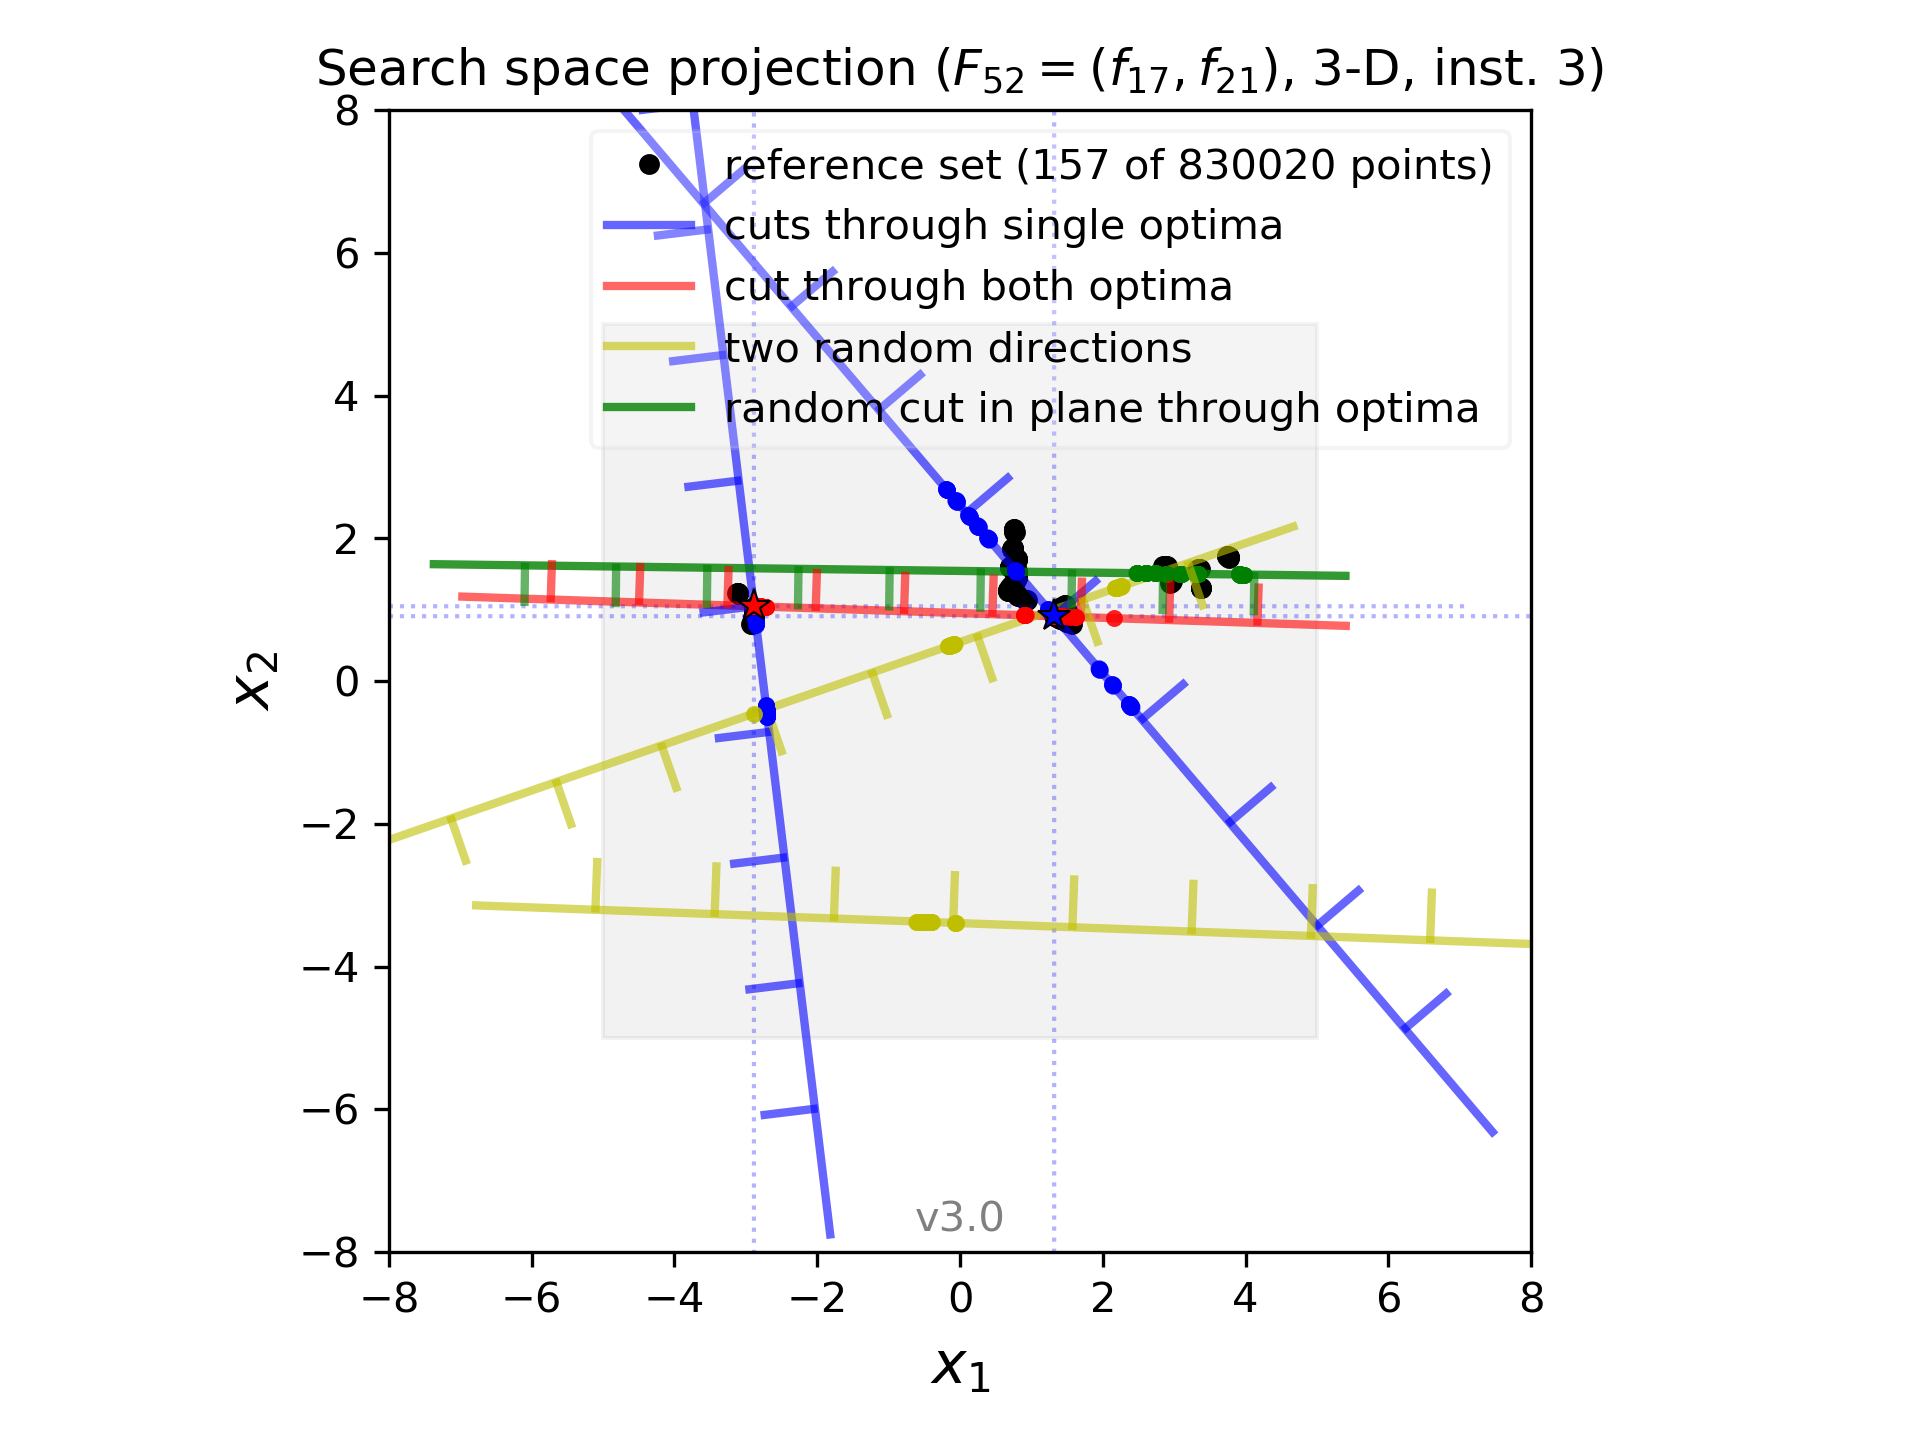 Search space projection (F52 = (f17, f21), 3-D, inst. 3)
reference set (157 of 830020 points)
cuts through single optima
cut through both optima
two random directions
random cut in plane through optima
8
6
4
2
0
−2
−4
−6
−8
x2
v3.0
−8 −6 −4 −2 0 2 4 6 8
x1